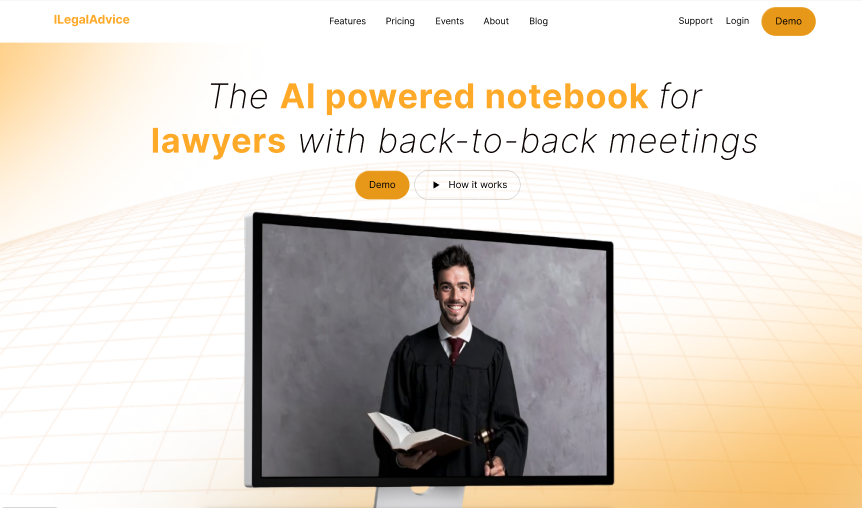 ILegalAdvice
Features Pricing Events About Blog
Support Login Demo
The AI powered notebook for
lawyers with back-to-back meetings
Demo
How it works